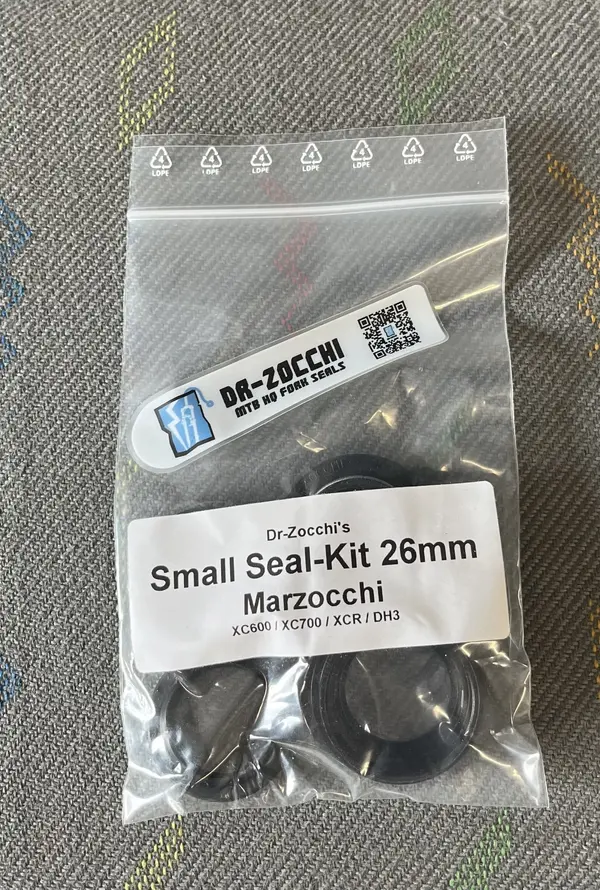 4 4 4 4 4 4 4
LDPE LDPE LDPE LDPE LDPE LDPE LDPE
DR-ZOCCHI
MTB HQ FORK SEALS
Dr-Zocchi's
Small Seal-Kit 26mm
Marzocchi
XC600 / XC700 / XCR / DH3